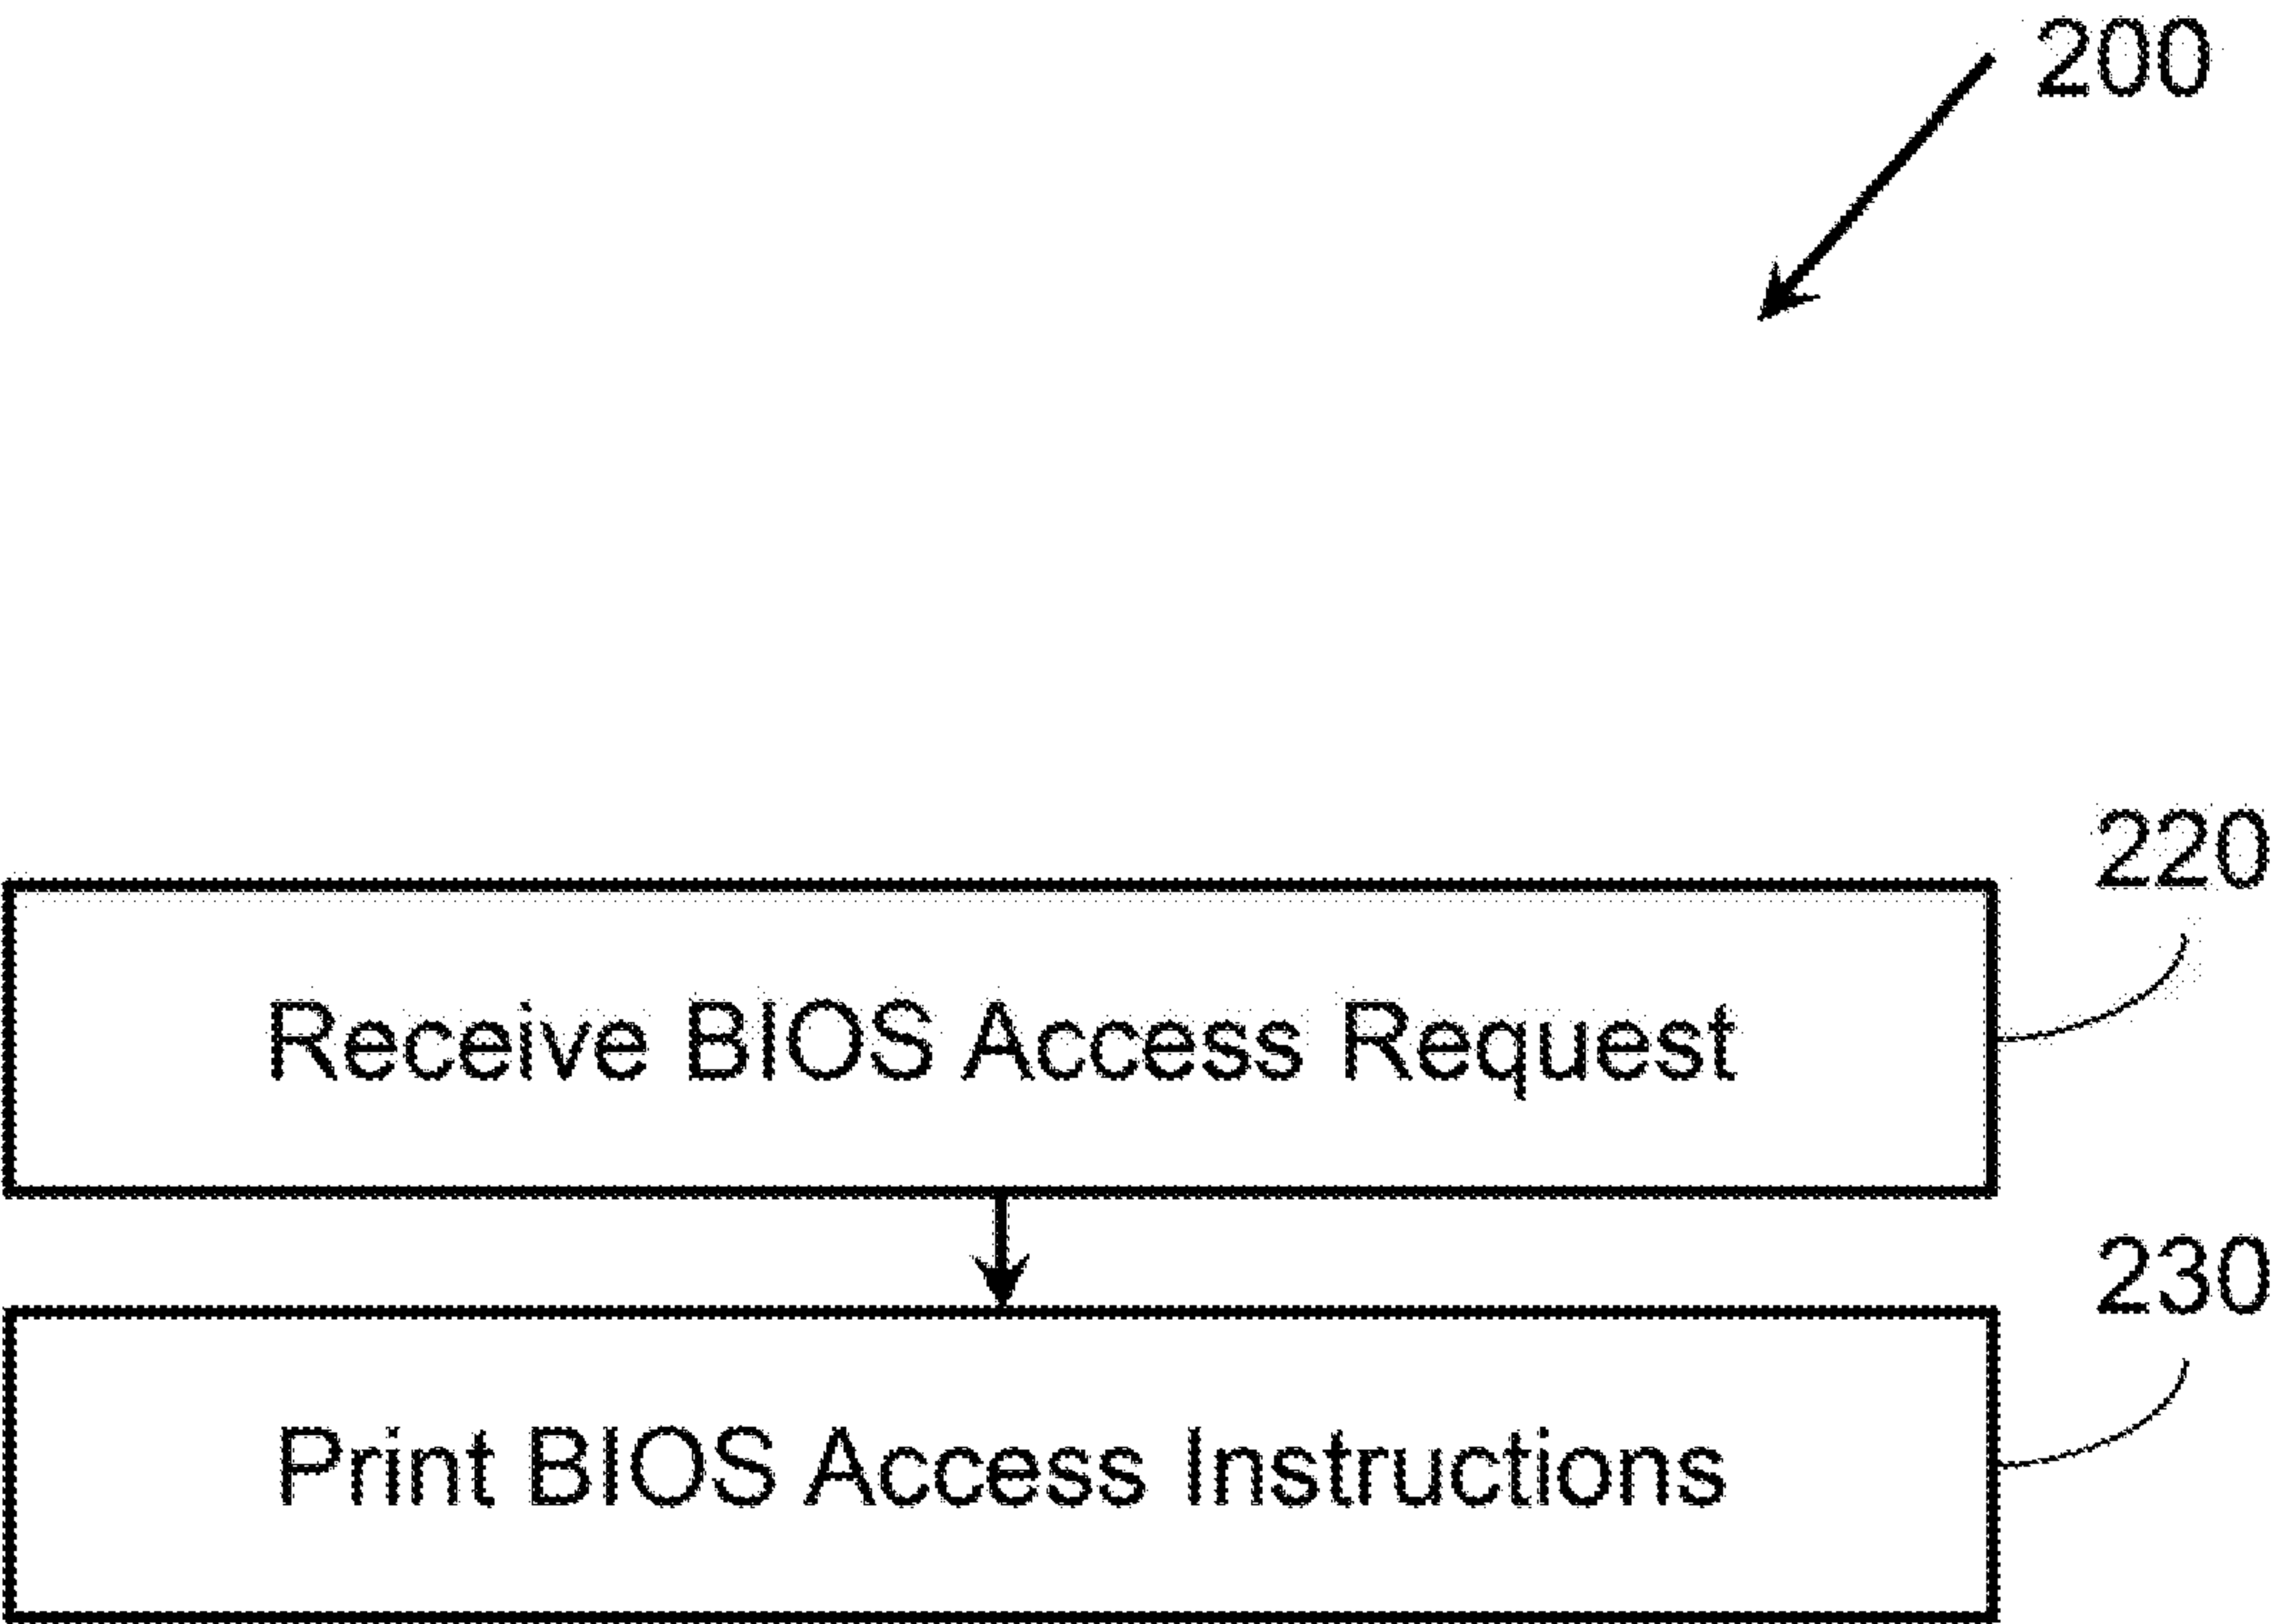 200
220
Receive BIOS Access Request
230
Print BIOS Access Instructions